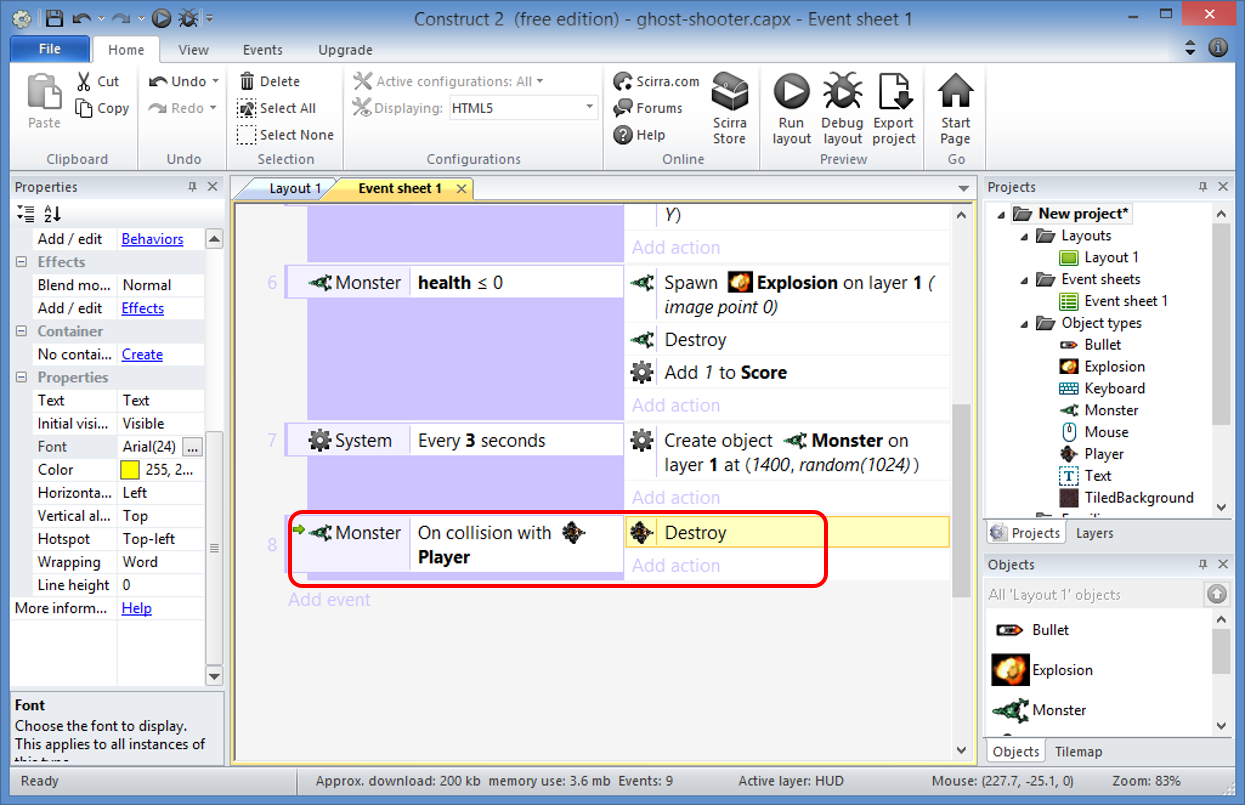 Construct 2  (free edition) - ghost-shooter.capx - Event sheet 1
File Home View Events Upgrade
Paste
Cut
Copy
Clipboard
Undo
Redo
Undo
Delete
Select All
Select None
Selection
Active configurations: All
Displaying: HTML5
Configurations
Scirra.com
Forums
Help
Scirra
Store
Online
Run
layout
Debug
layout
Export
project
Preview
Start
Page
Go
Properties
Add / edit Behaviors
Effects
Blend mo... Normal
Add / edit Effects
Container
No contai... Create
Properties
Text Text
Initial visi... Visible
Font Arial(24) ...
Color 255, 2...
Horizonta... Left
Vertical al... Top
Hotspot Top-left
Wrapping Word
Line height 0
More inform... Help
Font
Choose the font to display.
This applies to all instances of
Layout 1 Event sheet 1
Y)
Add action
6 Monster health ≤ 0
Spawn Explosion on layer 1 (
image point 0)
Destroy
Add 1 to Score
Add action
7 System Every 3 seconds
Create object Monster on
layer 1 at (1400, random(1024) )
Add action
8 Monster On collision with
Player
Destroy
Add action
Add event
Projects
New project*
Layouts
Layout 1
Event sheets
Event sheet 1
Object types
Bullet
Explosion
Keyboard
Monster
Mouse
Player
Text
TiledBackground
Projects Layers
Objects
All 'Layout 1' objects
Bullet
Explosion
Monster
Objects Tilemap
Ready Approx. download: 200 kb  memory use: 3.6 mb  Events: 9 Active layer: HUD Mouse: (227.7, -25.1, 0) Zoom: 83%